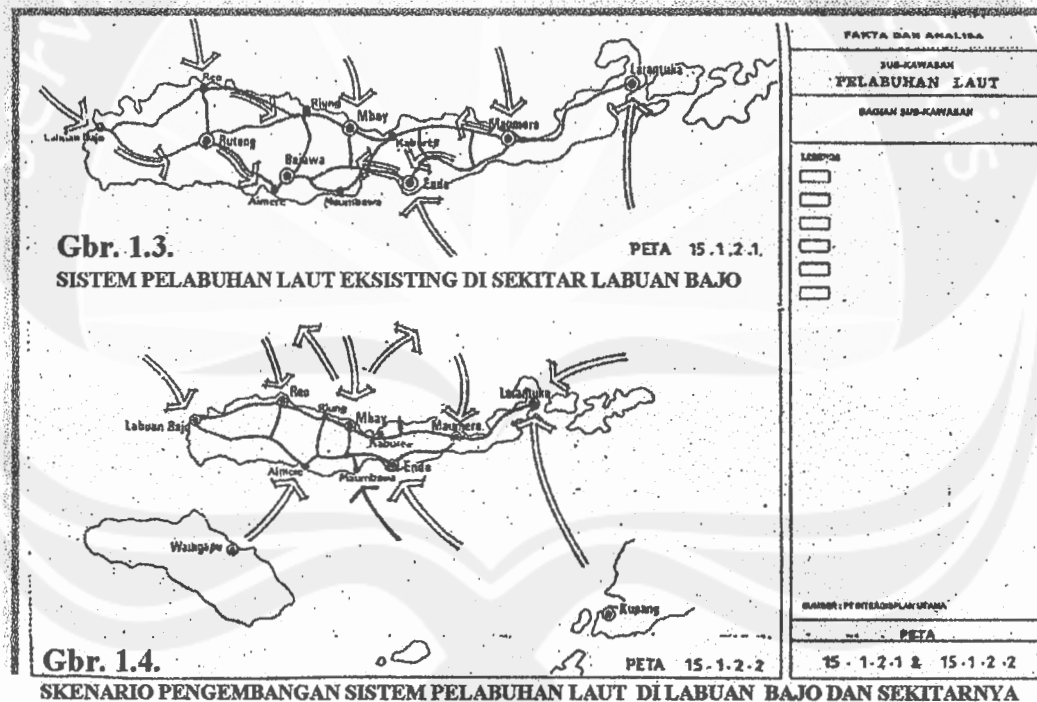 Reo
Riung
Mbay
Larantuka
Labuan Bajo
Ruteng
Bajawa
Maumere
Ende
Aimere
Maumbawa
Gbr. 1.3.
PETA 15.1.2.1.
SISTEM PELABUHAN LAUT EKSISTING DI SEKITAR LABUAN BAJO
Reo
Riung
Mbay
Larantuka
Labuan Bajo
Maumere
Aimere
Maumbawa
Ende
Waingapu
Kupang
Gbr. 1.4.
PETA 15-1-2-2
SKENARIO PENGEMBANGAN SISTEM PELABUHAN LAUT DI LABUAN BAJO DAN SEKITARNYA
FAKTA DAN ANALISA
SUB-KAWASAN
PELABUHAN LAUT
BAGIAN SUB-KAWASAN
LEGENDA
PETA
15-1-2-1 & 15-1-2-2